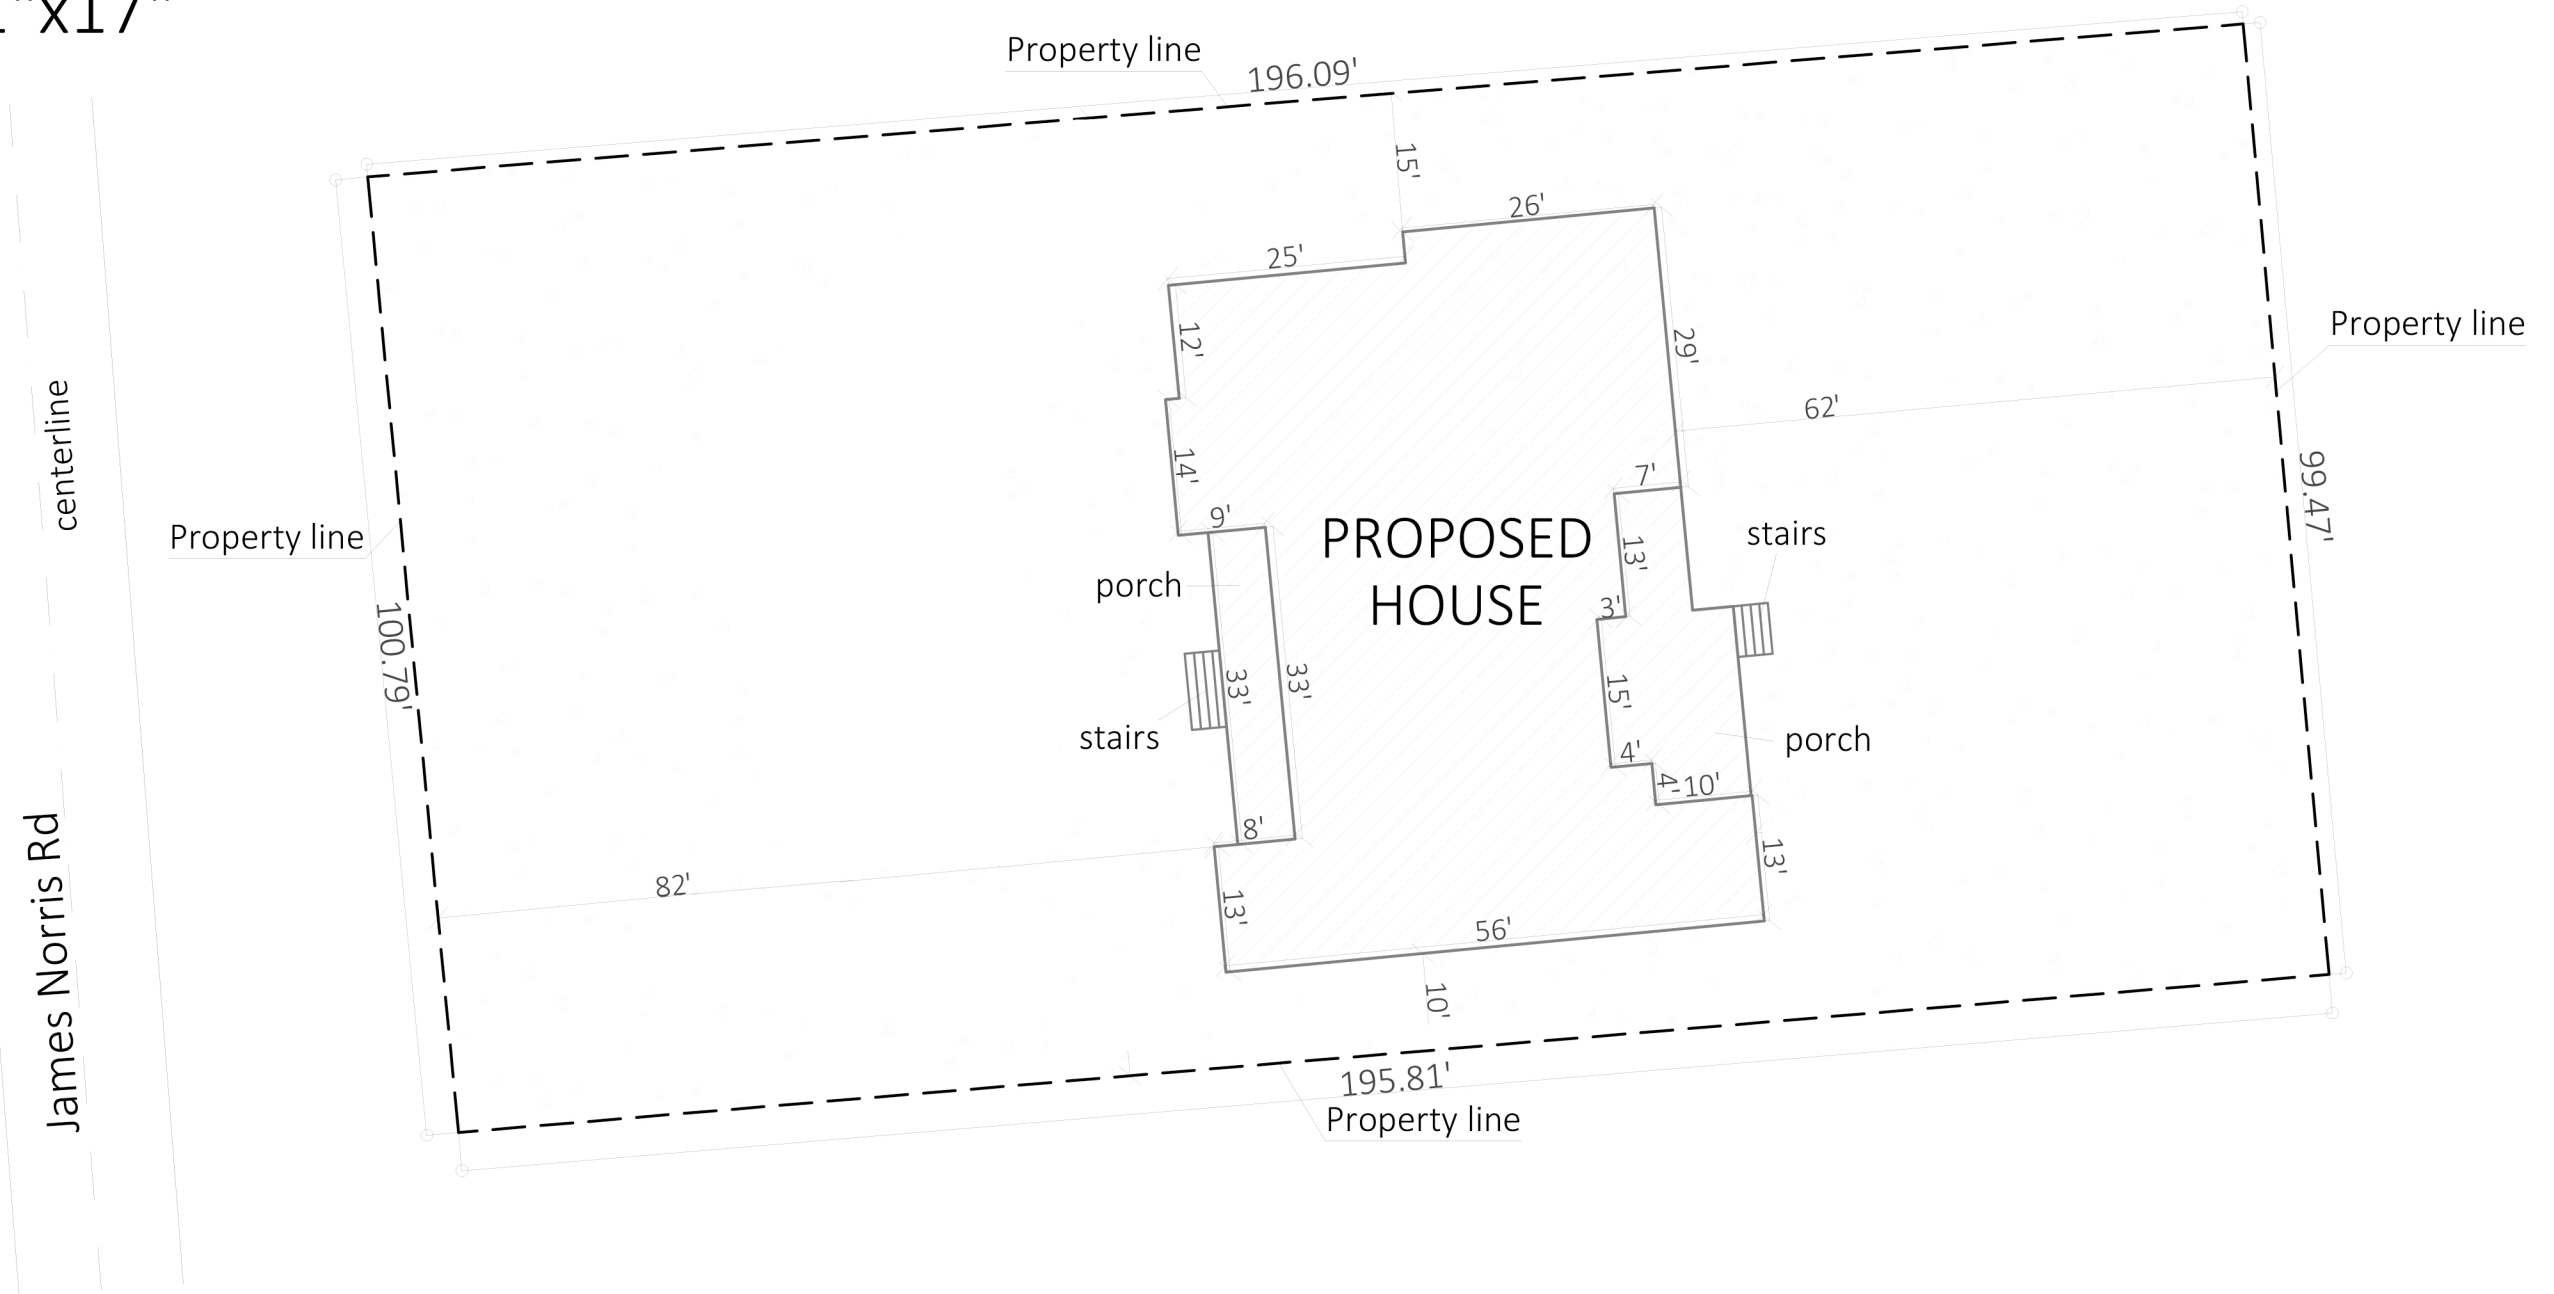 "x17"
Property line
196.09'
15'
26'
25'
12'
29'
Property line
62'
centerline
14'
7'
99.47'
9'
PROPOSED
HOUSE
13'
stairs
Property line
porch
3'
100.79'
33'
33'
15'
stairs
4'
porch
4'
10'
8'
13'
82'
13'
James Norris Rd
56'
10'
195.81'
Property line